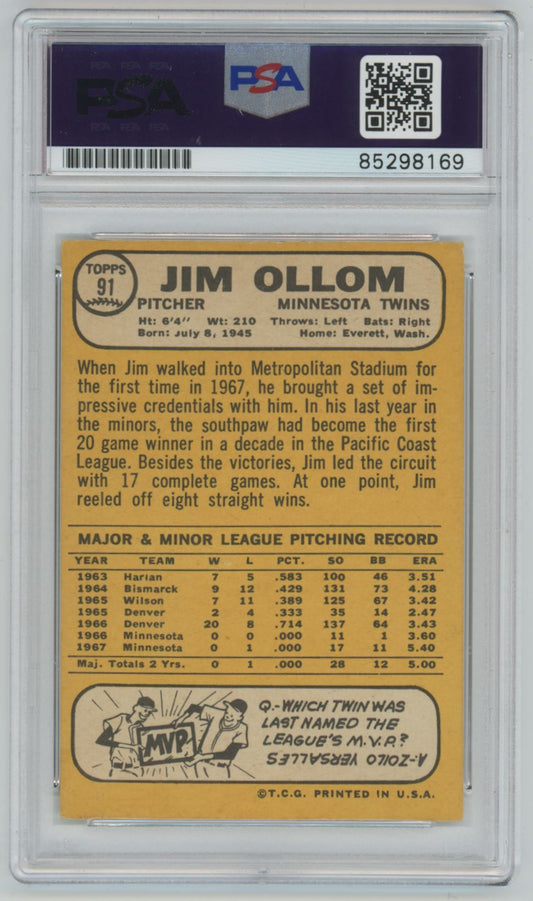 PSA PSA PSA
PSA
PSA PSA PSA
PSA
85298169
TOPPS
91
JIM OLLOM
PITCHER MINNESOTA TWINS
Ht: 6'4" Wt: 210 Throws: Left Bats: Right
Born: July 8, 1945 Home: Everett, Wash.
When Jim walked into Metropolitan Stadium for
the first time in 1967, he brought a set of im-
pressive credentials with him. In his last year in
the minors, the southpaw had become the first
20 game winner in a decade in the Pacific Coast
League. Besides the victories, Jim led the circuit
with 17 complete games. At one point, Jim
reeled off eight straight wins.
MAJOR & MINOR LEAGUE PITCHING RECORD
YEAR TEAM W L PCT. SO BB ERA
1963 Harlan 7 5 .583 100 46 3.51
1964 Bismarck 9 12 .429 131 73 4.28
1965 Wilson 7 11 .389 125 67 3.42
1965 Denver 2 4 .333 35 14 2.47
1966 Denver 20 8 .714 137 64 3.43
1966 Minnesota 0 0 .000 11 1 3.60
1967 Minnesota 0 1 .000 17 11 5.40
Maj. Totals 2 Yrs. 0 1 .000 28 12 5.00
MVP
Q.-WHICH TWIN WAS
LAST NAMED THE
LEAGUE'S M.V.P.?
A-ZOILO VERSALLES
©T.C.G. PRINTED IN U.S.A.